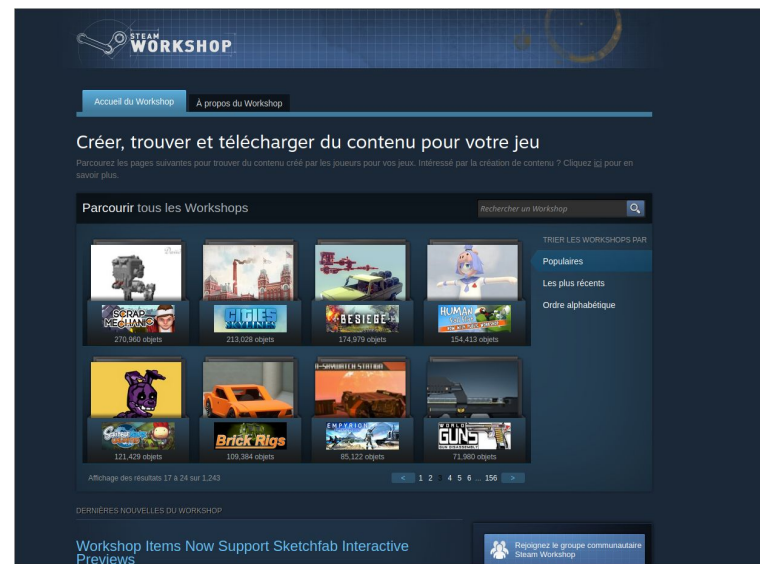 STEAM
WORKSHOP
Accueil du Workshop
À propos du Workshop
Créer, trouver et télécharger du contenu pour votre jeu
Parcourez les pages suivantes pour trouver du contenu créé par les joueurs pour vos jeux. Intéressé par la création de contenu ? Cliquez ici pour en
savoir plus.
Parcourir tous les Workshops
Rechercher un Workshop
TRIER LES WORKSHOPS PAR
Populaires
Les plus récents
Ordre alphabétique
SCRAP
MECHANIC
270,960 objets
CITIES
SKYLINES
213,028 objets
BESIEGE
174,979 objets
HUMAN
154,413 objets
121,429 objets
Brick Rigs
109,384 objets
EMPYRION
85,122 objets
WORLD
GUNS
GUN DISASSEMBLY
71,980 objets
Affichage des résultats 17 à 24 sur 1,243
< 1 2 3 4 5 6 ... 156 >
DERNIÈRES NOUVELLES DU WORKSHOP
Workshop Items Now Support Sketchfab Interactive
Previews
Rejoignez le groupe communautaire
Steam Workshop